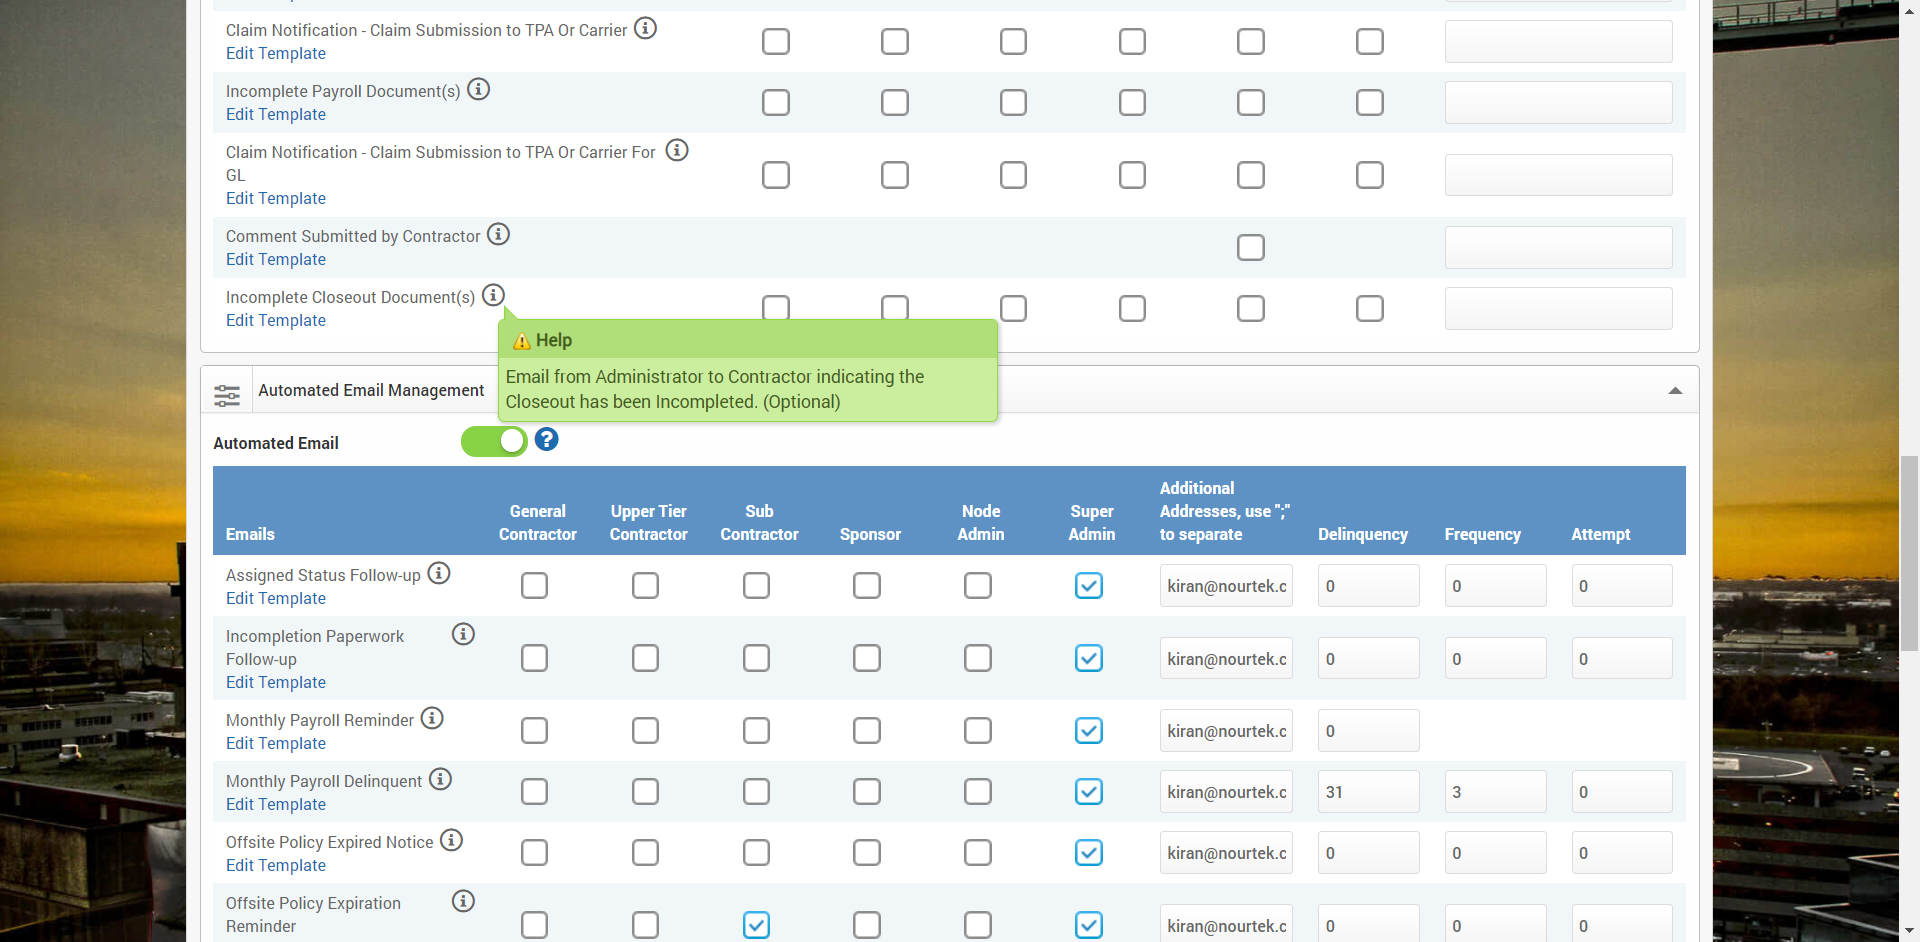 Claim Notification - Claim Submission to TPA Or Carrier
Edit Template
Incomplete Payroll Document(s)
Edit Template
Claim Notification - Claim Submission to TPA Or Carrier For
GL
Edit Template
Comment Submitted by Contractor
Edit Template
Incomplete Closeout Document(s)
Edit Template
Help
Email from Administrator to Contractor indicating the
Closeout has been Incompleted. (Optional)
Automated Email Management
Automated Email
Emails
General
Contractor
Upper Tier
Contractor
Sub
Contractor
Sponsor
Node
Admin
Super
Admin
Additional
Addresses, use ";"
to separate
Delinquency
Frequency
Attempt
Assigned Status Follow-up
Edit Template
kiran@nourtek.c
0
0
0
Incompletion Paperwork
Follow-up
Edit Template
kiran@nourtek.c
0
0
0
Monthly Payroll Reminder
Edit Template
kiran@nourtek.c
0
Monthly Payroll Delinquent
Edit Template
kiran@nourtek.c
31
3
0
Offsite Policy Expired Notice
Edit Template
kiran@nourtek.c
0
0
0
Offsite Policy Expiration
Reminder
kiran@nourtek.c
0
0
0